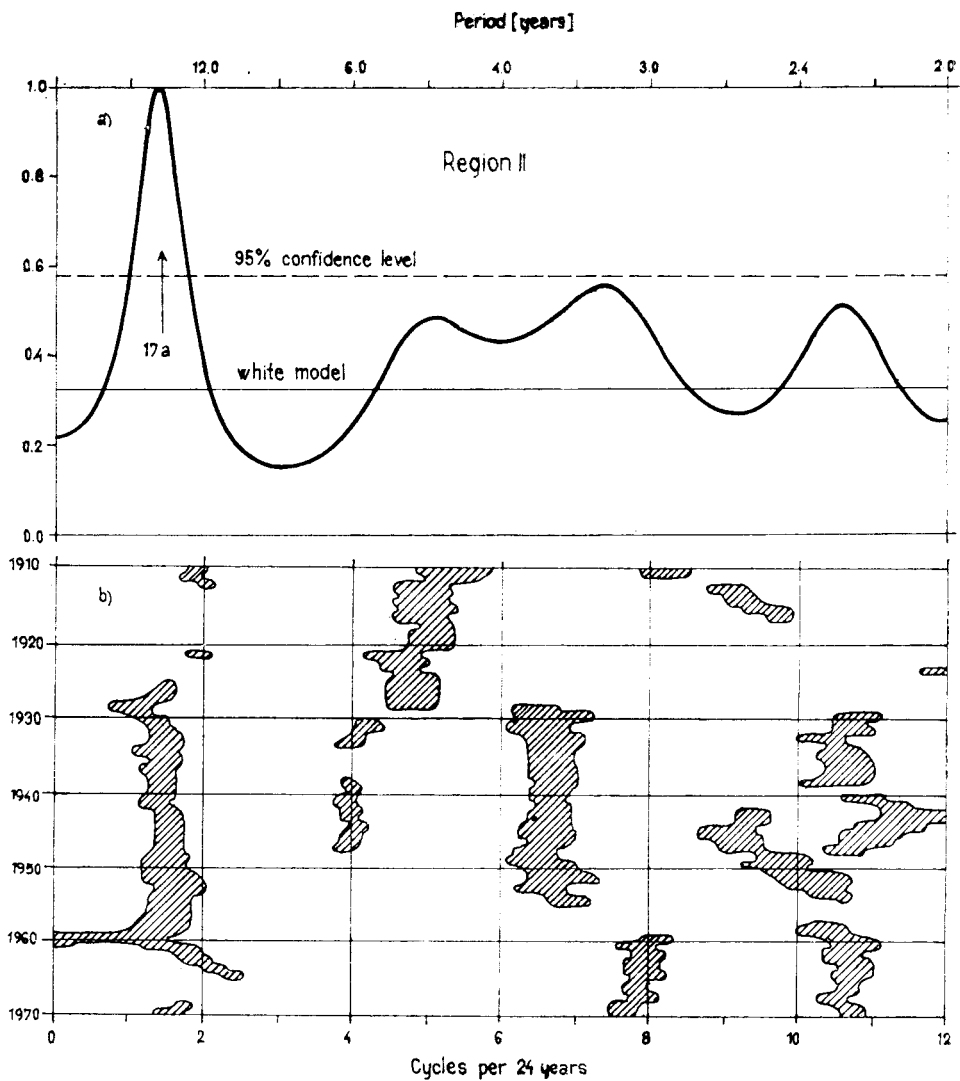 Period [years]
12.0 6.0 4.0 3.0 2.4 2.0
1.0
a)
Region II
0.8
95% confidence level
0.6
17a
0.4
white model
0.2
0.0
1910
b)
1920
1930
1940
1950
1960
1970
0 2 4 6 8 10 12
Cycles per 24 years